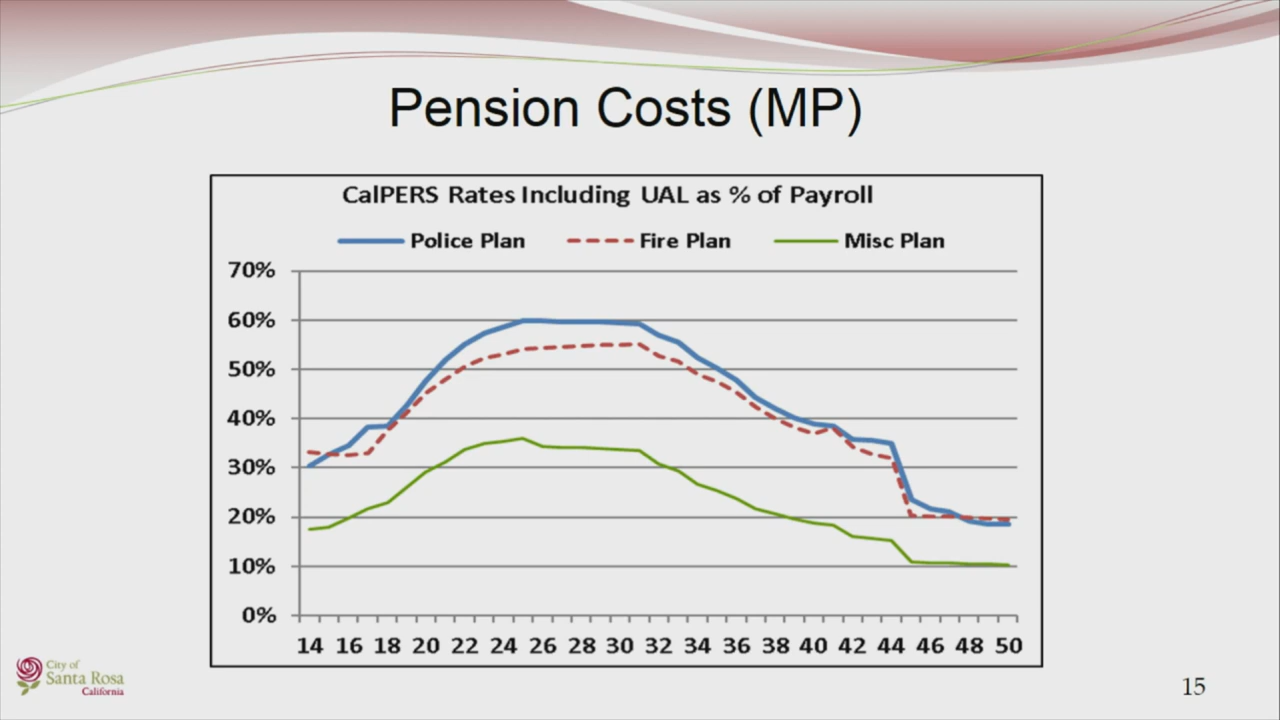 Pension Costs (MP)
CalPERS Rates Including UAL as % of Payroll
Police Plan Fire Plan Misc Plan
70%
60%
50%
40%
30%
20%
10%
0%
14 16 18 20 22 24 26 28 30 32 34 36 38 40 42 44 46 48 50
City of
Santa Rosa
California
15